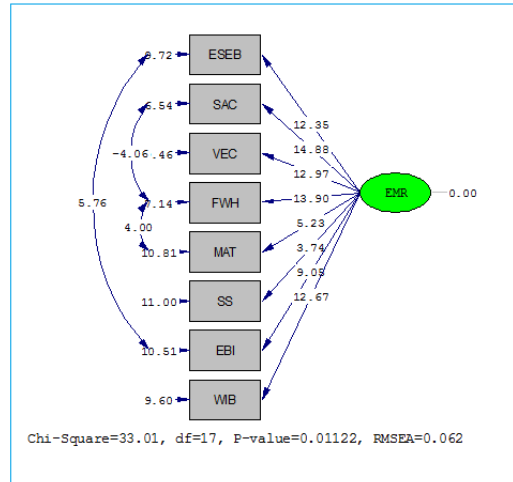 9.72 ESEB
12.35
6.54 SAC
14.88
-4.06 .46 VEC
12.97
EMR 0.00
5.76 7.14 FWH
13.90
4.00
5.23
10.81 MAT
3.74
9.05
11.00 SS
12.67
10.51 EBI
9.60 WIB
Chi-Square=33.01, df=17, P-value=0.01122, RMSEA=0.062